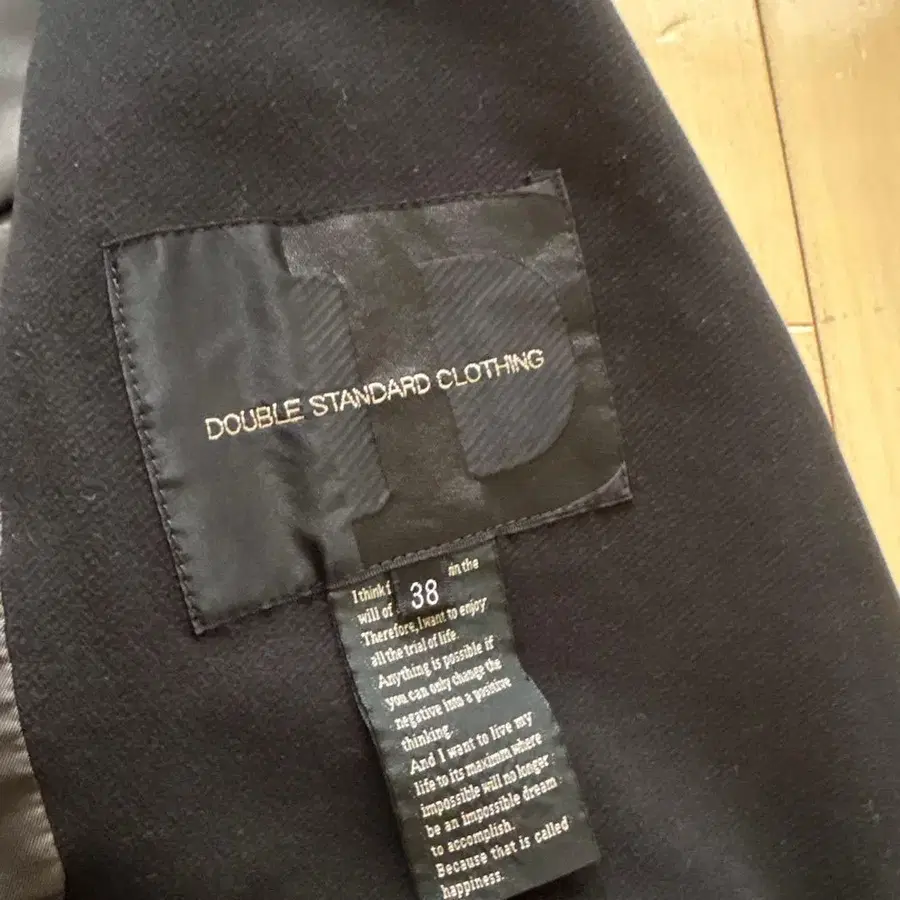 DOUBLE STANDARD CLOTHING
38
I think in the
will of
Therefore,I want to enjoy
all the trial of life.
Anything is possible if
you can only change the
negative into a positive
thinking.
And I want to live my
life to its maximm where
impossible will no longer
be an impossible dream
to accomplish.
Because that is called
happiness.